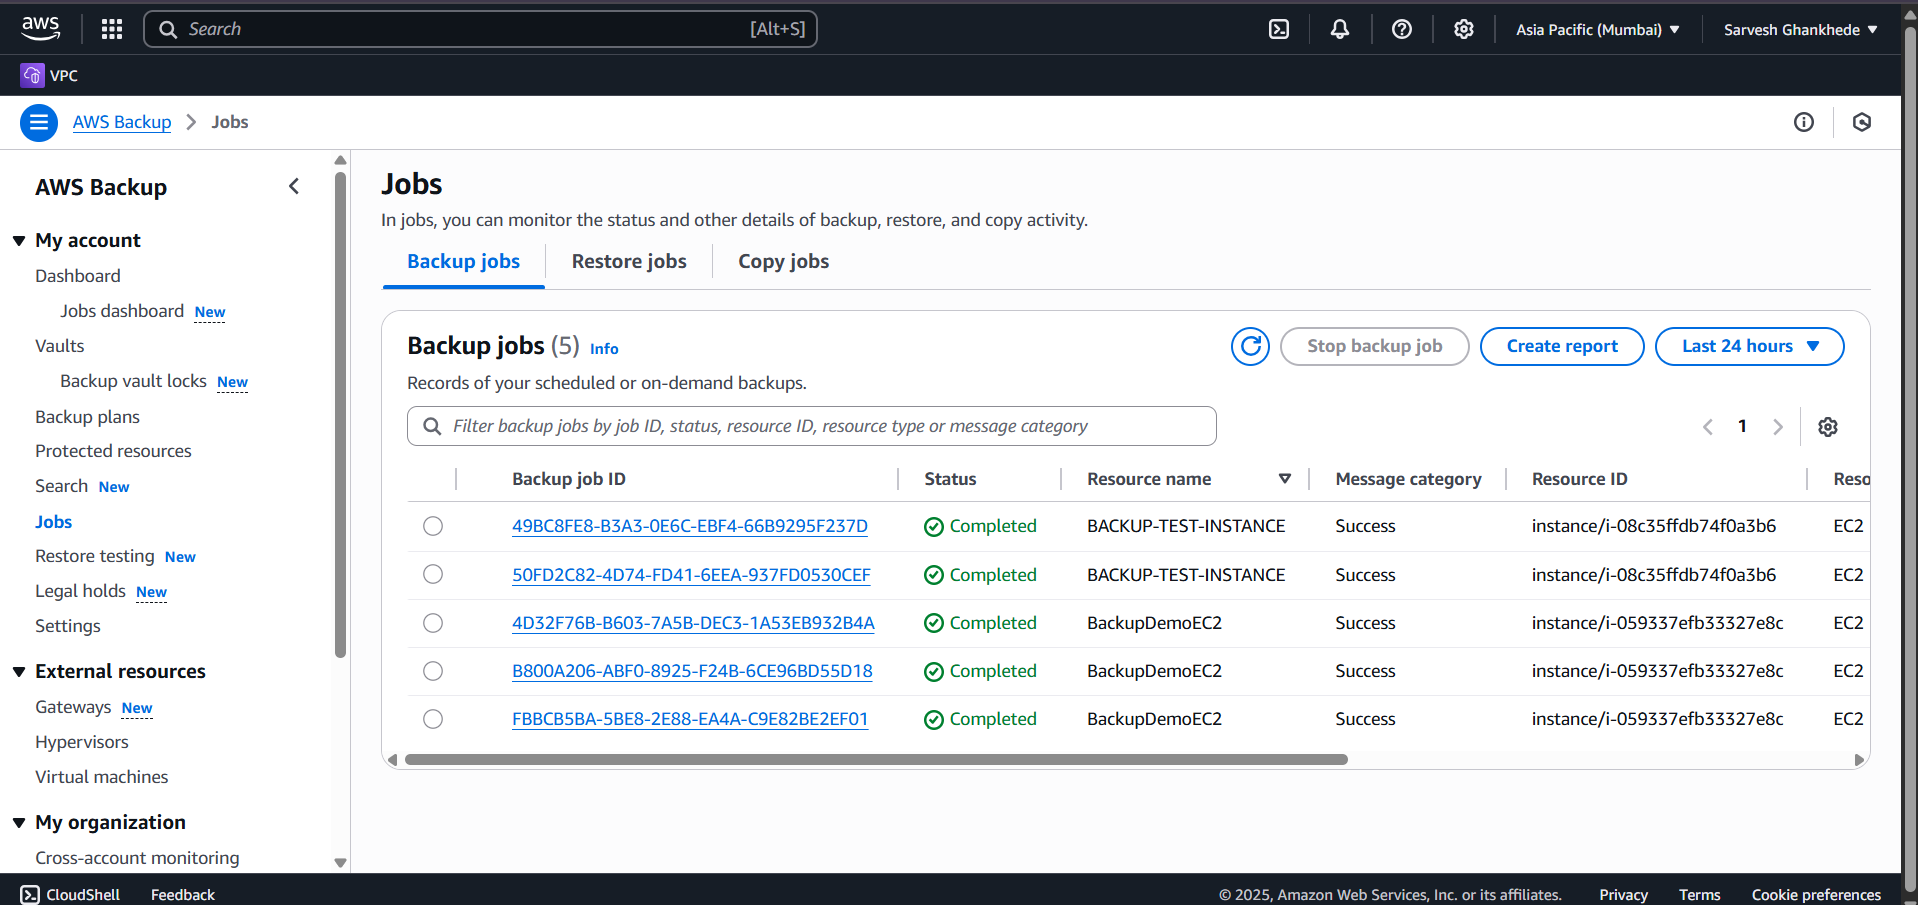 aws
Search [Alt+S]
Asia Pacific (Mumbai) Sarvesh Ghankhede
VPC
AWS Backup Jobs
AWS Backup
My account
Dashboard
Jobs dashboard New
Vaults
Backup vault locks New
Backup plans
Protected resources
Search New
Jobs
Restore testing New
Legal holds New
Settings
External resources
Gateways New
Hypervisors
Virtual machines
My organization
Cross-account monitoring
Jobs
In jobs, you can monitor the status and other details of backup, restore, and copy activity.
Backup jobs Restore jobs Copy jobs
Backup jobs (5) Info
Stop backup job Create report Last 24 hours
Records of your scheduled or on-demand backups.
Filter backup jobs by job ID, status, resource ID, resource type or message category
1
Backup job ID Status Resource name Message category Resource ID Reso
49BC8FE8-B3A3-0E6C-EBF4-66B9295F237D Completed BACKUP-TEST-INSTANCE Success instance/i-08c35ffdb74f0a3b6 EC2
50FD2C82-4D74-FD41-6EEA-937FD0530CEF Completed BACKUP-TEST-INSTANCE Success instance/i-08c35ffdb74f0a3b6 EC2
4D32F76B-B603-7A5B-DEC3-1A53EB932B4A Completed BackupDemoEC2 Success instance/i-059337efb33327e8c EC2
B800A206-ABF0-8925-F24B-6CE96BD55D18 Completed BackupDemoEC2 Success instance/i-059337efb33327e8c EC2
FBBCB5BA-5BE8-2E88-EA4A-C9E82BE2EF01 Completed BackupDemoEC2 Success instance/i-059337efb33327e8c EC2
CloudShell Feedback © 2025, Amazon Web Services, Inc. or its affiliates. Privacy Terms Cookie preferences